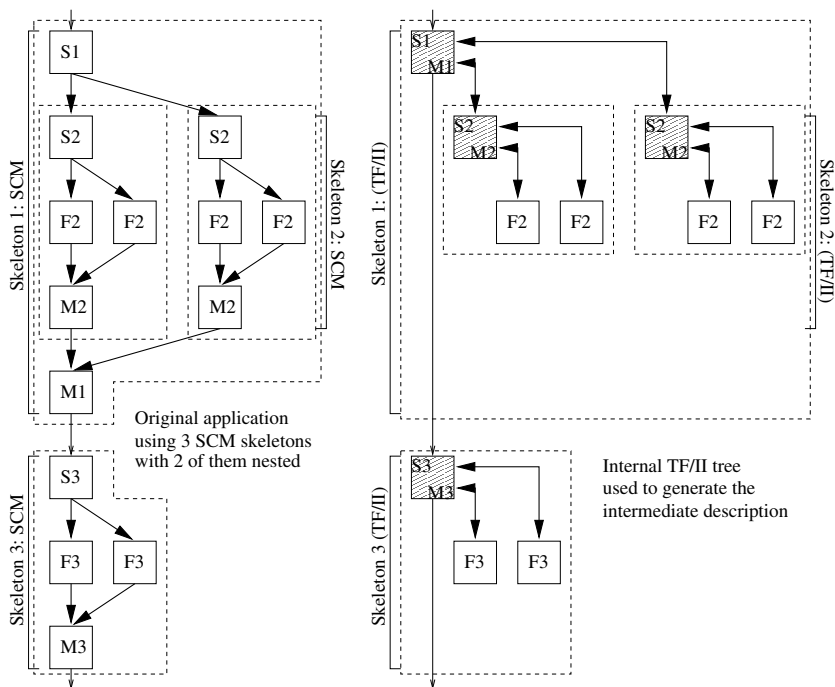 S1
S2
S2
F2
F2
F2
F2
M2
M2
M1
Skeleton 1: SCM
Skeleton 2: SCM
Original application
using 3 SCM skeletons
with 2 of them nested
S3
F3
F3
M3
Skeleton 3: SCM
S1
M1
S2
M2
S2
M2
F2
F2
F2
F2
Skeleton 1: (TF/II)
Skeleton 2: (TF/II)
S3
M3
F3
F3
Skeleton 3 (TF/II)
Internal TF/II tree
used to generate the
intermediate description